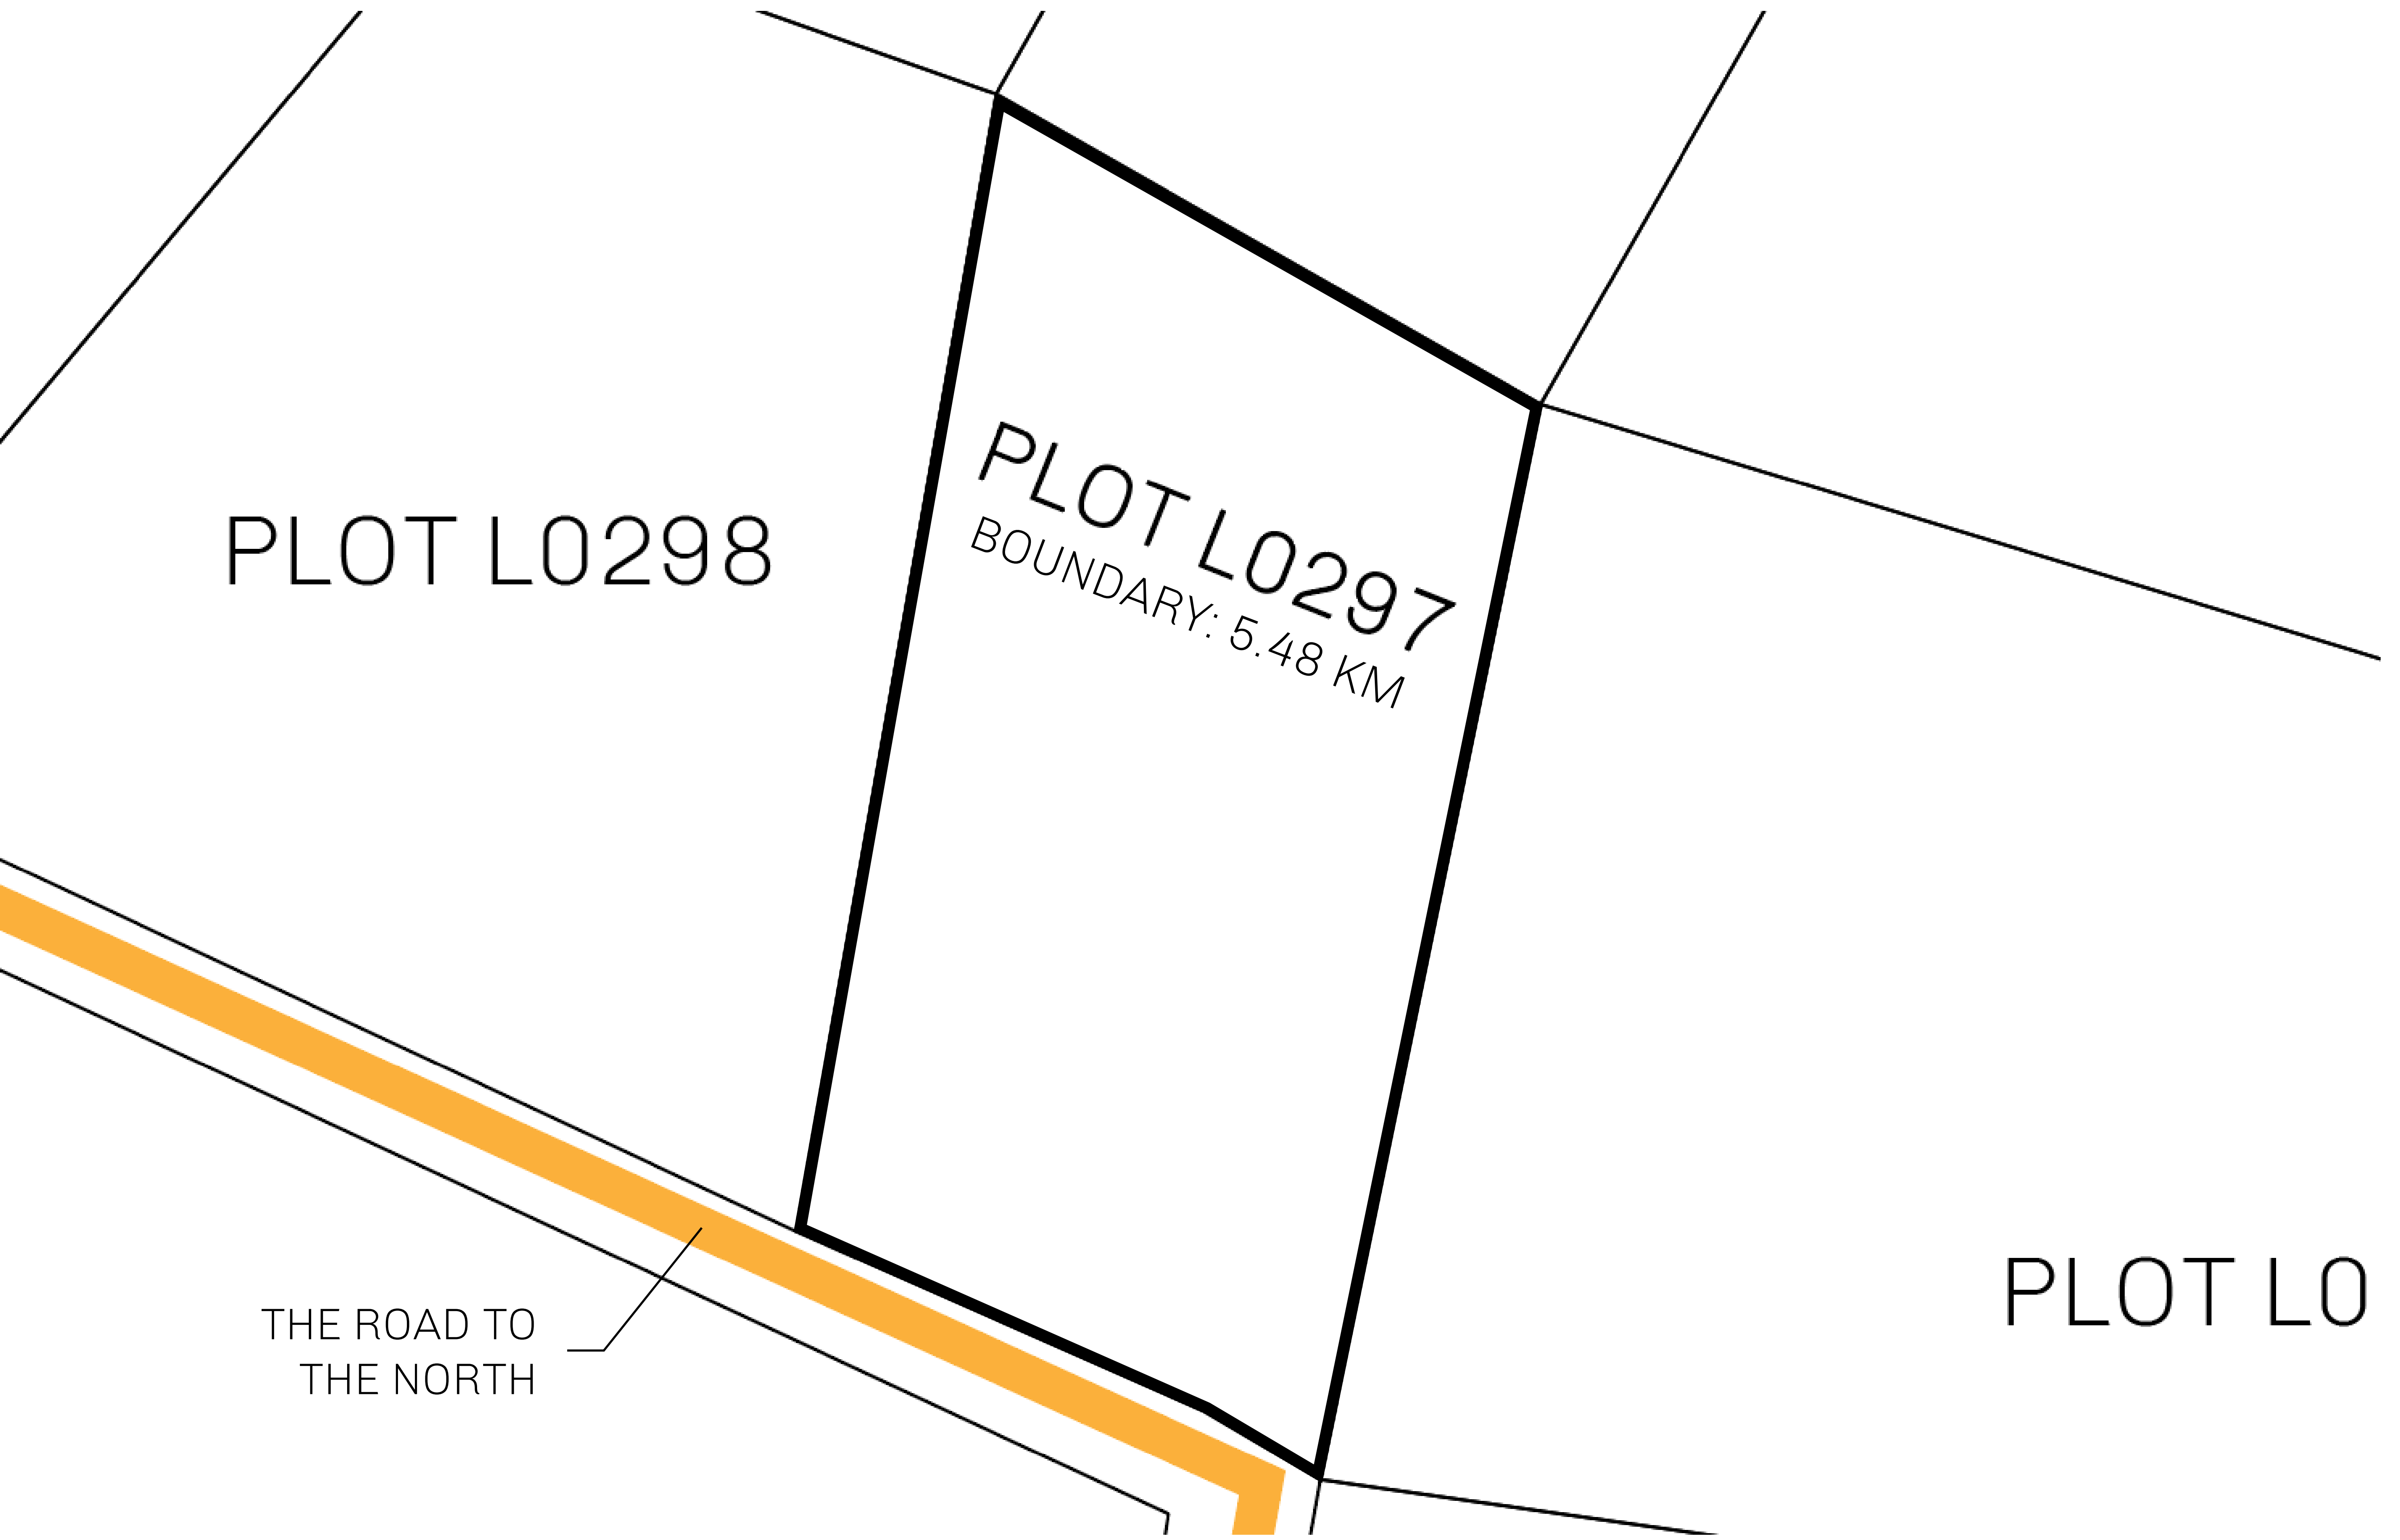 PLOT L0297
BOUNDARY: 5.48 KM
PLOT L0298
PLOT L0
THE ROAD TO
THE NORTH